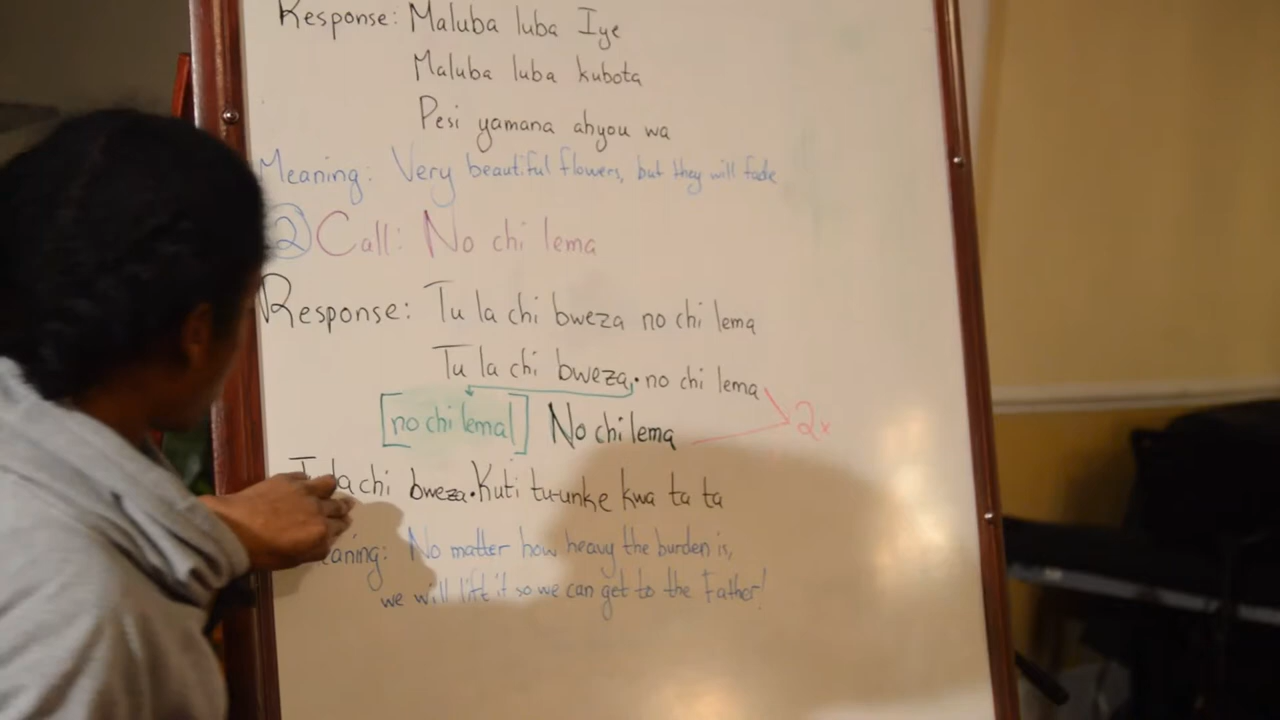 Response: Maluba luba Iye
Maluba luba kubota
Pesi yamana abyou wa
Meaning: Very beautiful flowers, but they will fade
② Call: No chi lema
Response: Tu la chi bweza no chi lema
Tu la chi bweza, • no chi lema
[no chi lema] No chi lema 2x
la chi bweza. Kuti tu-unke kwa ta ta
eaning: No matter how heavy the burden is,
we will lift it so we can get to the Father!